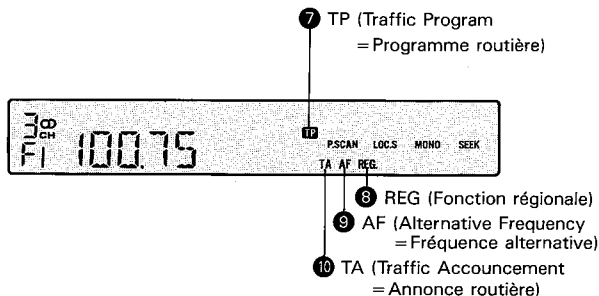 7 TP (Traffic Program
= Programme routière)
3 CD
CH
F1 100.75
TP
P.SCAN LOC.S MONO SEEK
TA AF REG.
8 REG (Fonction régionale)
9 AF (Alternative Frequency
= Fréquence alternative)
10 TA (Traffic Accouncement
= Annonce routière)